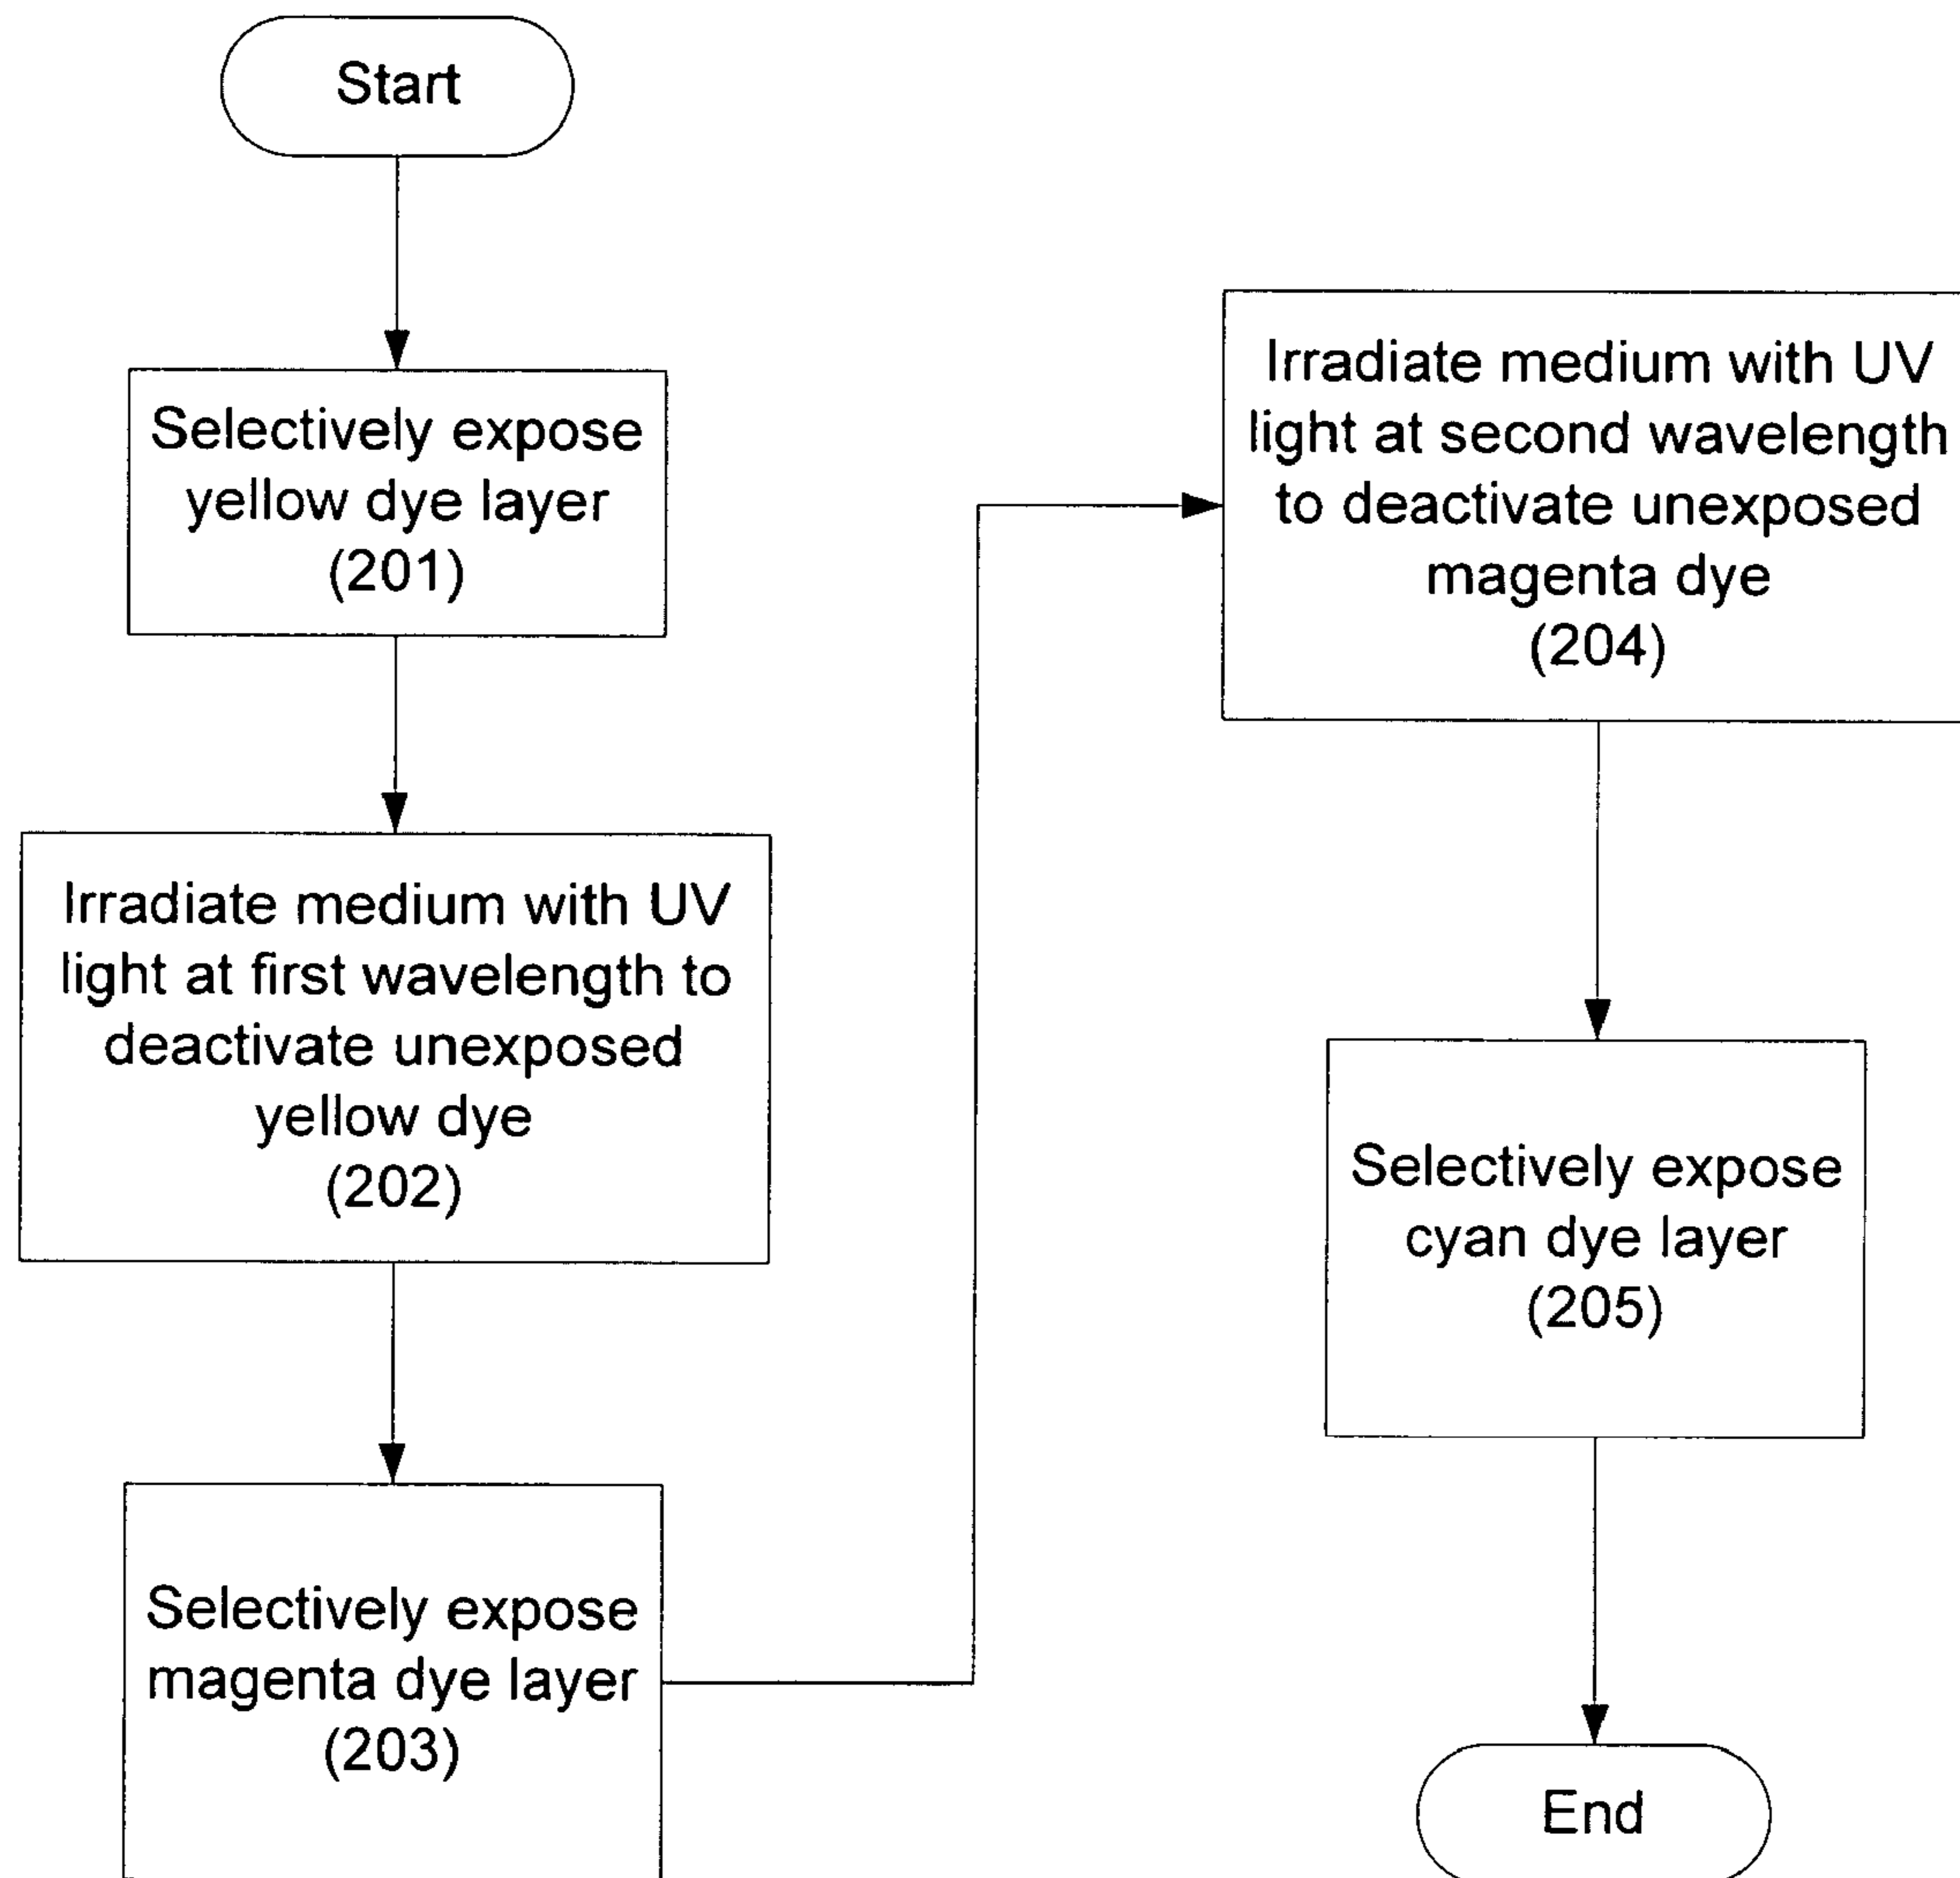 Start
Selectively expose
yellow dye layer
(201)
Irradiate medium with UV
light at first wavelength to
deactivate unexposed
yellow dye
(202)
Selectively expose
magenta dye layer
(203)
Irradiate medium with UV
light at second wavelength
to deactivate unexposed
magenta dye
(204)
Selectively expose
cyan dye layer
(205)
End